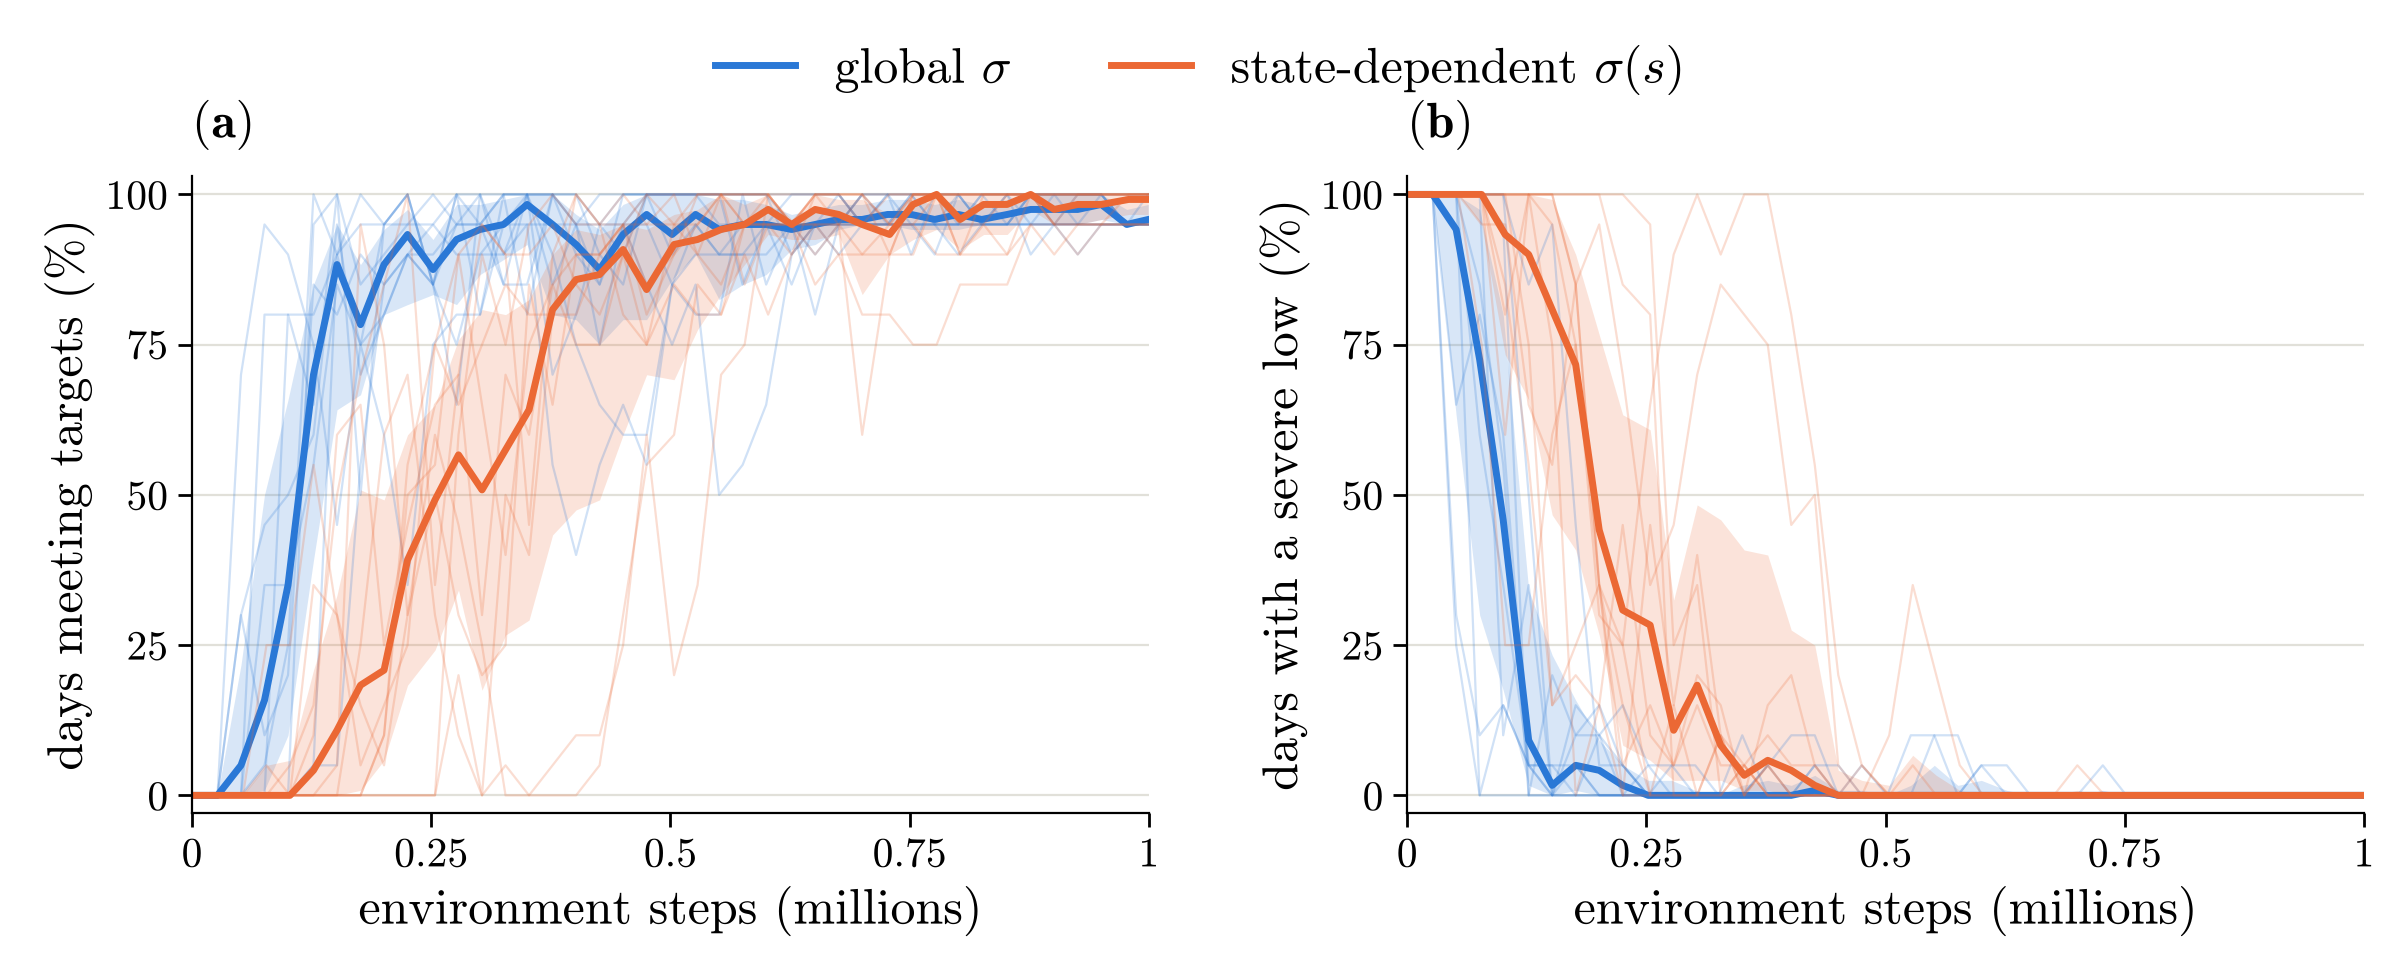 global σ
state-dependent σ(s)
(a)
(b)
days meeting targets (%)
100
75
50
25
0
0
0.25
0.5
0.75
1
environment steps (millions)
days with a severe low (%)
100
75
50
25
0
0
0.25
0.5
0.75
1
environment steps (millions)